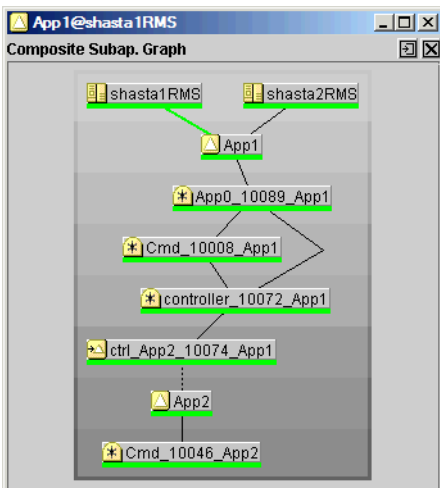 App1@shasta1RMS
Composite Subap. Graph
shasta1RMS shasta2RMS
App1
App0_10089_App1
Cmd_10008_App1
controller_10072_App1
ctrl_App2_10074_App1
App2
Cmd_10046_App2